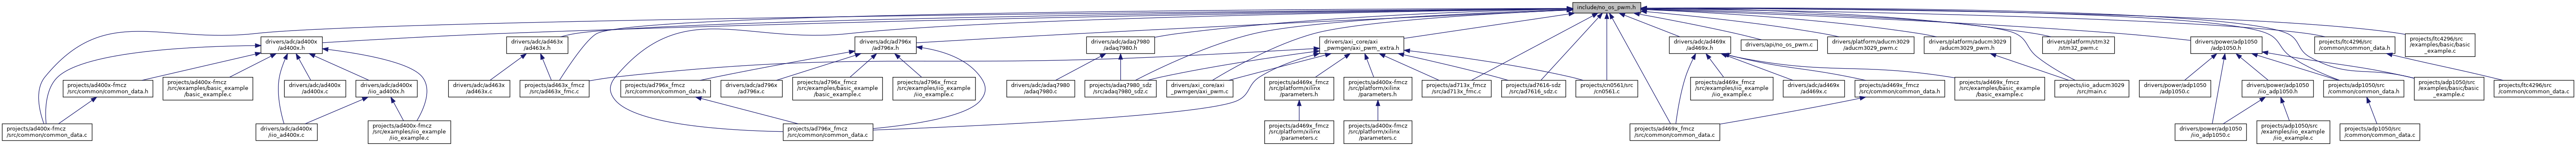 include/no_os_pwm.h
drivers/adc/ad400x
/ad400x.h
drivers/adc/ad463x
/ad463x.h
drivers/adc/ad796x
/ad796x.h
drivers/adc/adaq7980
/adaq7980.h
drivers/axi_core/axi
_pwmgen/axi_pwm_extra.h
drivers/adc/ad469x
/ad469x.h
drivers/api/no_os_pwm.c
drivers/platform/aducm3029
/aducm3029_pwm.c
drivers/platform/aducm3029
/aducm3029_pwm.h
drivers/platform/stm32
/stm32_pwm.c
drivers/power/adp1050
/adp1050.h
projects/ltc4296/src
/common/common_data.h
projects/ltc4296/src
/examples/basic/basic
_example.c
projects/ad400x-fmcz
/src/common/common_data.h
projects/ad400x-fmcz
/src/examples/basic_example
/basic_example.c
drivers/adc/ad400x
/ad400x.c
drivers/adc/ad400x
/iio_ad400x.h
drivers/adc/ad463x
/ad463x.c
projects/ad463x_fmcz
/src/ad463x_fmc.c
projects/ad796x_fmcz
/src/common/common_data.h
drivers/adc/ad796x
/ad796x.c
projects/ad796x_fmcz
/src/examples/basic_example
/basic_example.c
projects/ad796x_fmcz
/src/examples/iio_example
/iio_example.c
drivers/adc/adaq7980
/adaq7980.c
projects/adaq7980_sdz
/src/adaq7980_sdz.c
drivers/axi_core/axi
_pwmgen/axi_pwm.c
projects/ad469x_fmcz
/src/platform/xilinx
/parameters.h
projects/ad400x-fmcz
/src/platform/xilinx
/parameters.h
projects/ad713x_fmcz
/src/ad713x_fmc.c
projects/ad7616-sdz
/src/ad7616_sdz.c
projects/cn0561/src
/cn0561.c
projects/ad469x_fmcz
/src/examples/iio_example
/iio_example.c
drivers/adc/ad469x
/ad469x.c
projects/ad469x_fmcz
/src/common/common_data.h
projects/ad469x_fmcz
/src/examples/basic_example
/basic_example.c
projects/iio_aducm3029
/src/main.c
drivers/power/adp1050
/adp1050.c
drivers/power/adp1050
/iio_adp1050.h
projects/adp1050/src
/common/common_data.h
projects/adp1050/src
/examples/basic/basic
_example.c
projects/ltc4296/src
/common/common_data.c
projects/ad400x-fmcz
/src/common/common_data.c
drivers/adc/ad400x
/iio_ad400x.c
projects/ad400x-fmcz
/src/examples/iio_example
/iio_example.c
projects/ad796x_fmcz
/src/common/common_data.c
projects/ad469x_fmcz
/src/platform/xilinx
/parameters.c
projects/ad400x-fmcz
/src/platform/xilinx
/parameters.c
projects/ad469x_fmcz
/src/common/common_data.c
drivers/power/adp1050
/iio_adp1050.c
projects/adp1050/src
/examples/iio_example
/iio_example.c
projects/adp1050/src
/common/common_data.c